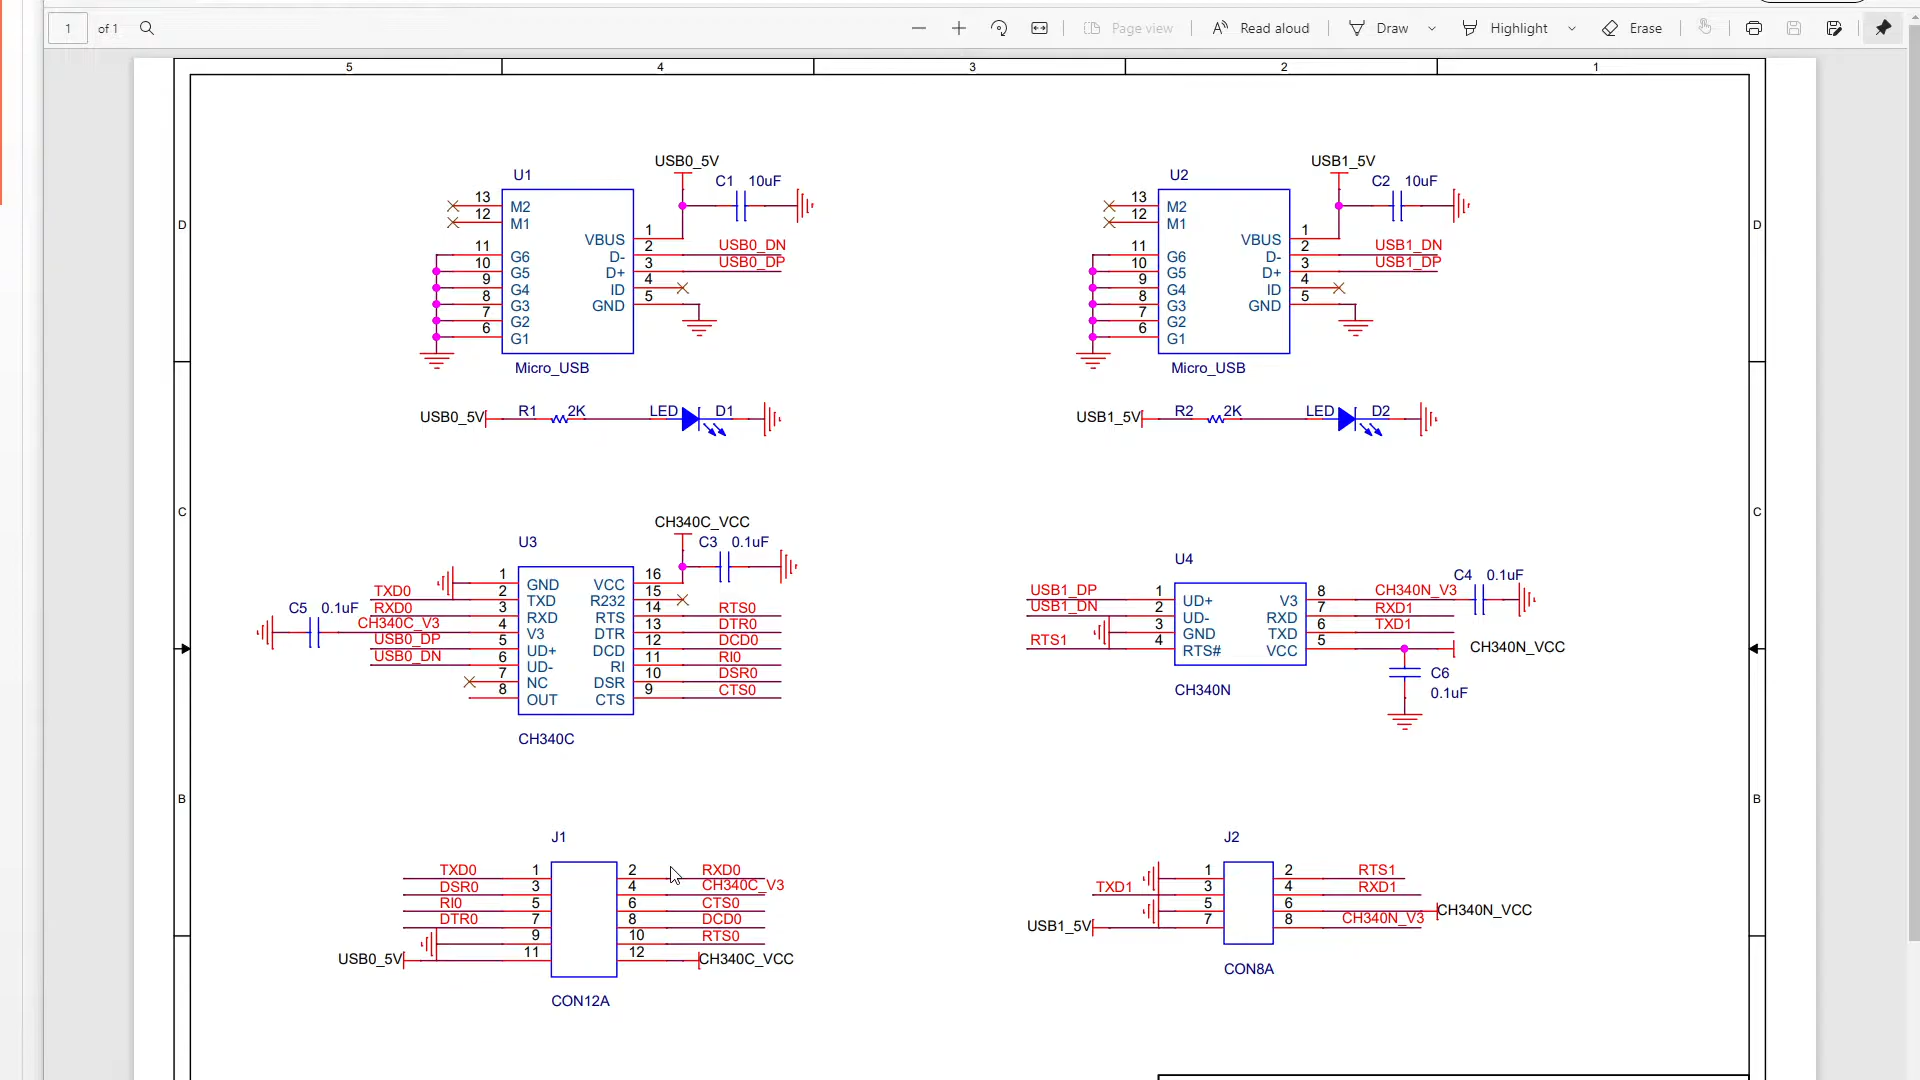 1 of 1 Page view Read aloud Draw Highlight Erase
5 4 3 2 1
D D
C C
B B
USB0_5V
U1 C1 10uF
13 M2
12 M1
VBUS 1
11 G6 D- 2 USB0_DN
10 G5 D+ 3 USB0_DP
9 G4 ID 4
8 G3 GND 5
7 G2
6 G1
Micro_USB
USB0_5V R1 2K LED D1
USB1_5V
U2 C2 10uF
13 M2
12 M1
VBUS 1
11 G6 D- 2 USB1_DN
10 G5 D+ 3 USB1_DP
9 G4 ID 4
8 G3 GND 5
7 G2
6 G1
Micro_USB
USB1_5V R2 2K LED D2
CH340C_VCC
U3 C3 0.1uF
1 GND VCC 16
TXD0 2 TXD R232 15
C5 0.1uF RXD0 3 RXD RTS 14 RTS0
CH340C_V3 4 V3 DTR 13 DTR0
USB0_DP 5 UD+ DCD 12 DCD0
USB0_DN 6 UD- RI 11 RI0
7 NC DSR 10 DSR0
8 OUT CTS 9 CTS0
CH340C
U4 C4 0.1uF
USB1_DP 1 UD+ V3 8 CH340N_V3
USB1_DN 2 UD- RXD 7 RXD1
3 GND TXD 6 TXD1
RTS1 4 RTS# VCC 5 CH340N_VCC
C6
CH340N 0.1uF
J1
TXD0 1 2 RXD0
DSR0 3 4 CH340C_V3
RI0 5 6 CTS0
DTR0 7 8 DCD0
9 10 RTS0
USB0_5V 11 12 CH340C_VCC
CON12A
J2
1 2 RTS1
TXD1 3 4 RXD1
5 6 CH340N_VCC
USB1_5V 7 8 CH340N_V3
CON8A